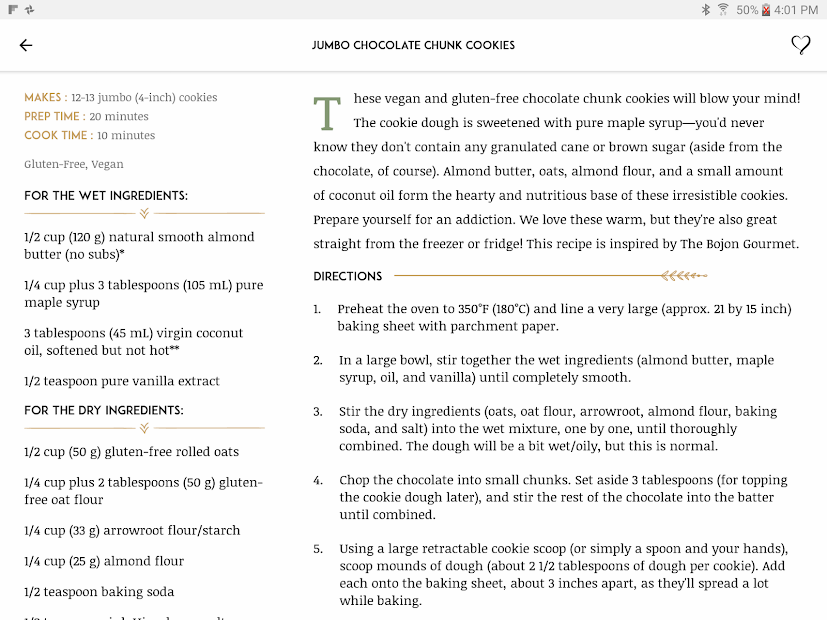 50% 4:01 PM
JUMBO CHOCOLATE CHUNK COOKIES
MAKES : 12-13 jumbo (4-inch) cookies
PREP TIME : 20 minutes
COOK TIME : 10 minutes
Gluten-Free, Vegan
FOR THE WET INGREDIENTS:
1/2 cup (120 g) natural smooth almond
butter (no subs)*
1/4 cup plus 3 tablespoons (105 mL) pure
maple syrup
3 tablespoons (45 mL) virgin coconut
oil, softened but not hot**
1/2 teaspoon pure vanilla extract
FOR THE DRY INGREDIENTS:
1/2 cup (50 g) gluten-free rolled oats
1/4 cup plus 2 tablespoons (50 g) gluten-
free oat flour
1/4 cup (33 g) arrowroot flour/starch
1/4 cup (25 g) almond flour
1/2 teaspoon baking soda
These vegan and gluten-free chocolate chunk cookies will blow your mind!
The cookie dough is sweetened with pure maple syrup—you'd never
know they don't contain any granulated cane or brown sugar (aside from the
chocolate, of course). Almond butter, oats, almond flour, and a small amount
of coconut oil form the hearty and nutritious base of these irresistible cookies.
Prepare yourself for an addiction. We love these warm, but they're also great
straight from the freezer or fridge! This recipe is inspired by The Bojon Gourmet.
DIRECTIONS
1. Preheat the oven to 350°F (180°C) and line a very large (approx. 21 by 15 inch)
baking sheet with parchment paper.
2. In a large bowl, stir together the wet ingredients (almond butter, maple
syrup, oil, and vanilla) until completely smooth.
3. Stir the dry ingredients (oats, oat flour, arrowroot, almond flour, baking
soda, and salt) into the wet mixture, one by one, until thoroughly
combined. The dough will be a bit wet/oily, but this is normal.
4. Chop the chocolate into small chunks. Set aside 3 tablespoons (for topping
the cookie dough later), and stir the rest of the chocolate into the batter
until combined.
5. Using a large retractable cookie scoop (or simply a spoon and your hands),
scoop mounds of dough (about 2 1/2 tablespoons of dough per cookie). Add
each onto the baking sheet, about 3 inches apart, as they'll spread a lot
while baking.